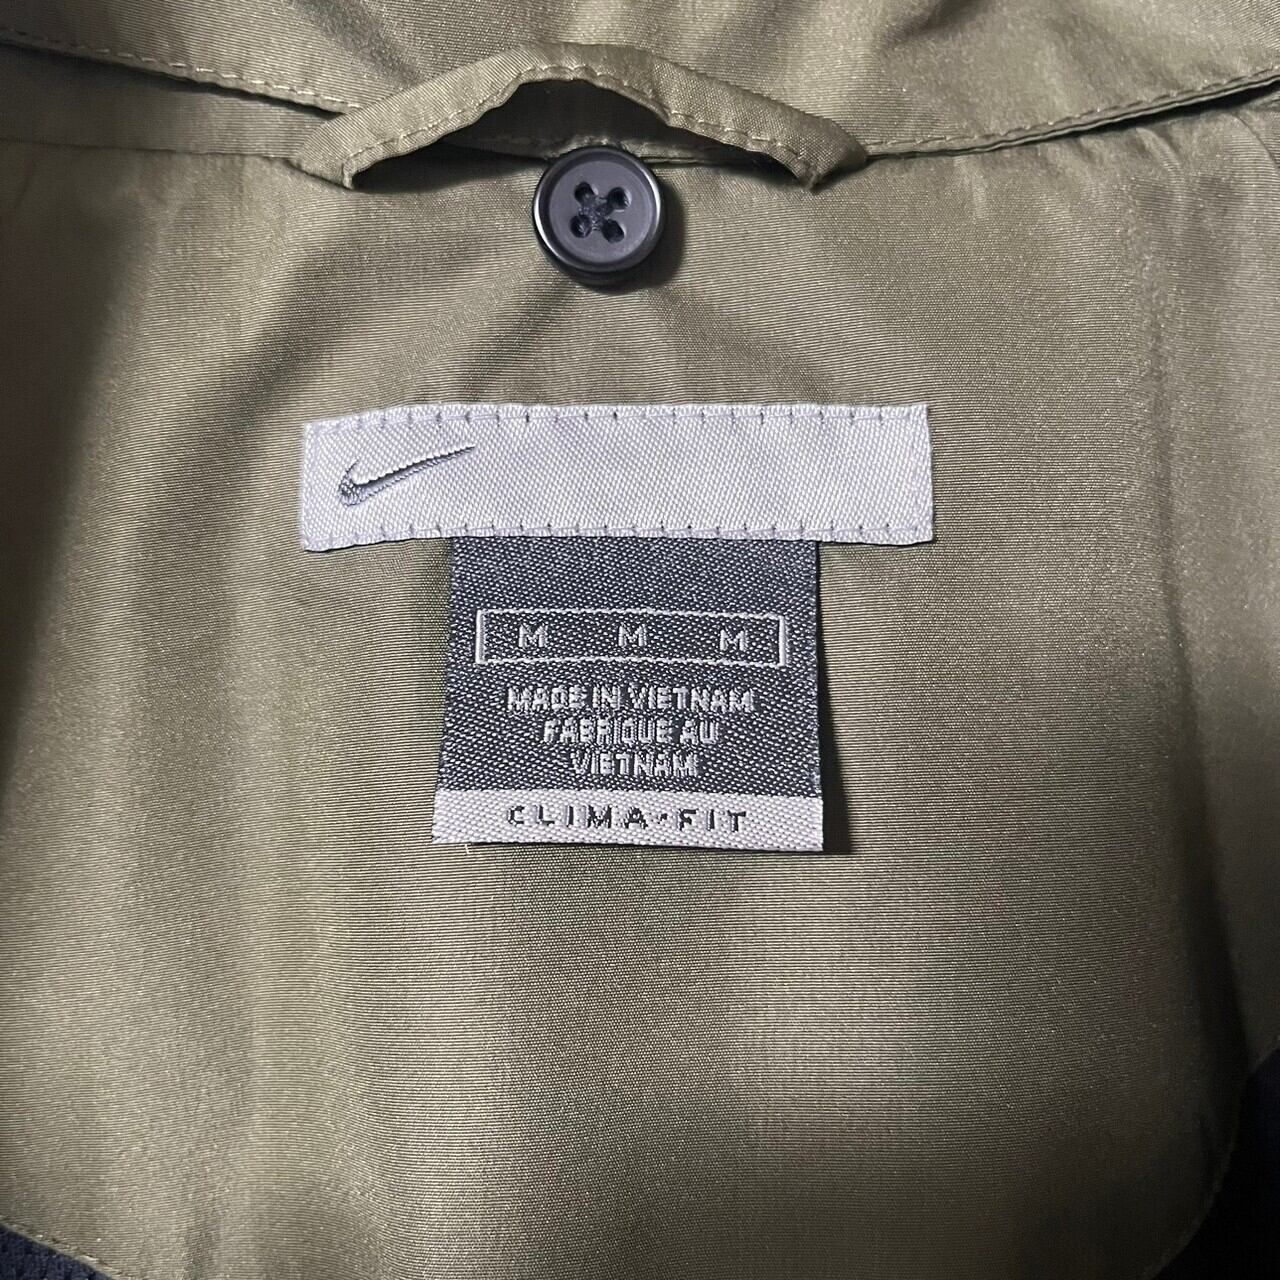 M M M
MADE IN VIETNAM
FABRIQUE AU
VIETNAM
CLIMA·FIT